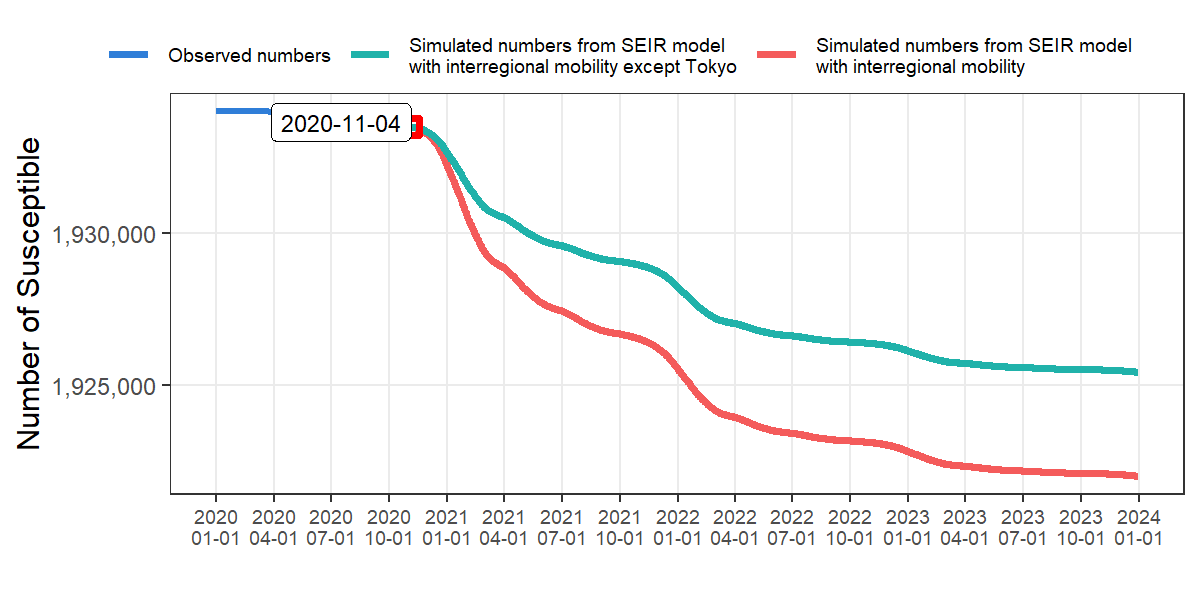 Observed numbers
Simulated numbers from SEIR model
with interregional mobility except Tokyo
Simulated numbers from SEIR model
with interregional mobility
2020-11-04
Number of Susceptible
1,930,000
1,925,000
2020 2020 2020 2020 2021 2021 2021 2021 2022 2022 2022 2022 2023 2023 2023 2023 2024
01-01 04-01 07-01 10-01 01-01 04-01 07-01 10-01 01-01 04-01 07-01 10-01 01-01 04-01 07-01 10-01 01-01